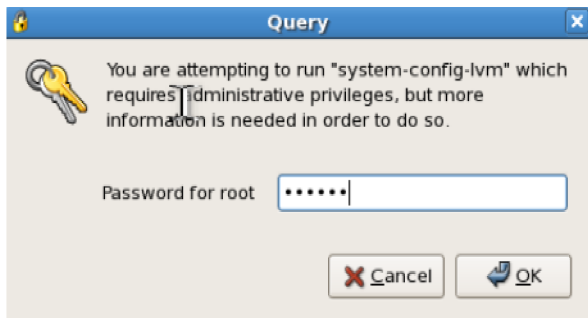 Query
You are attempting to run "system-config-lvm" which
requires administrative privileges, but more
information is needed in order to do so.
Password for root ••••••
Cancel OK